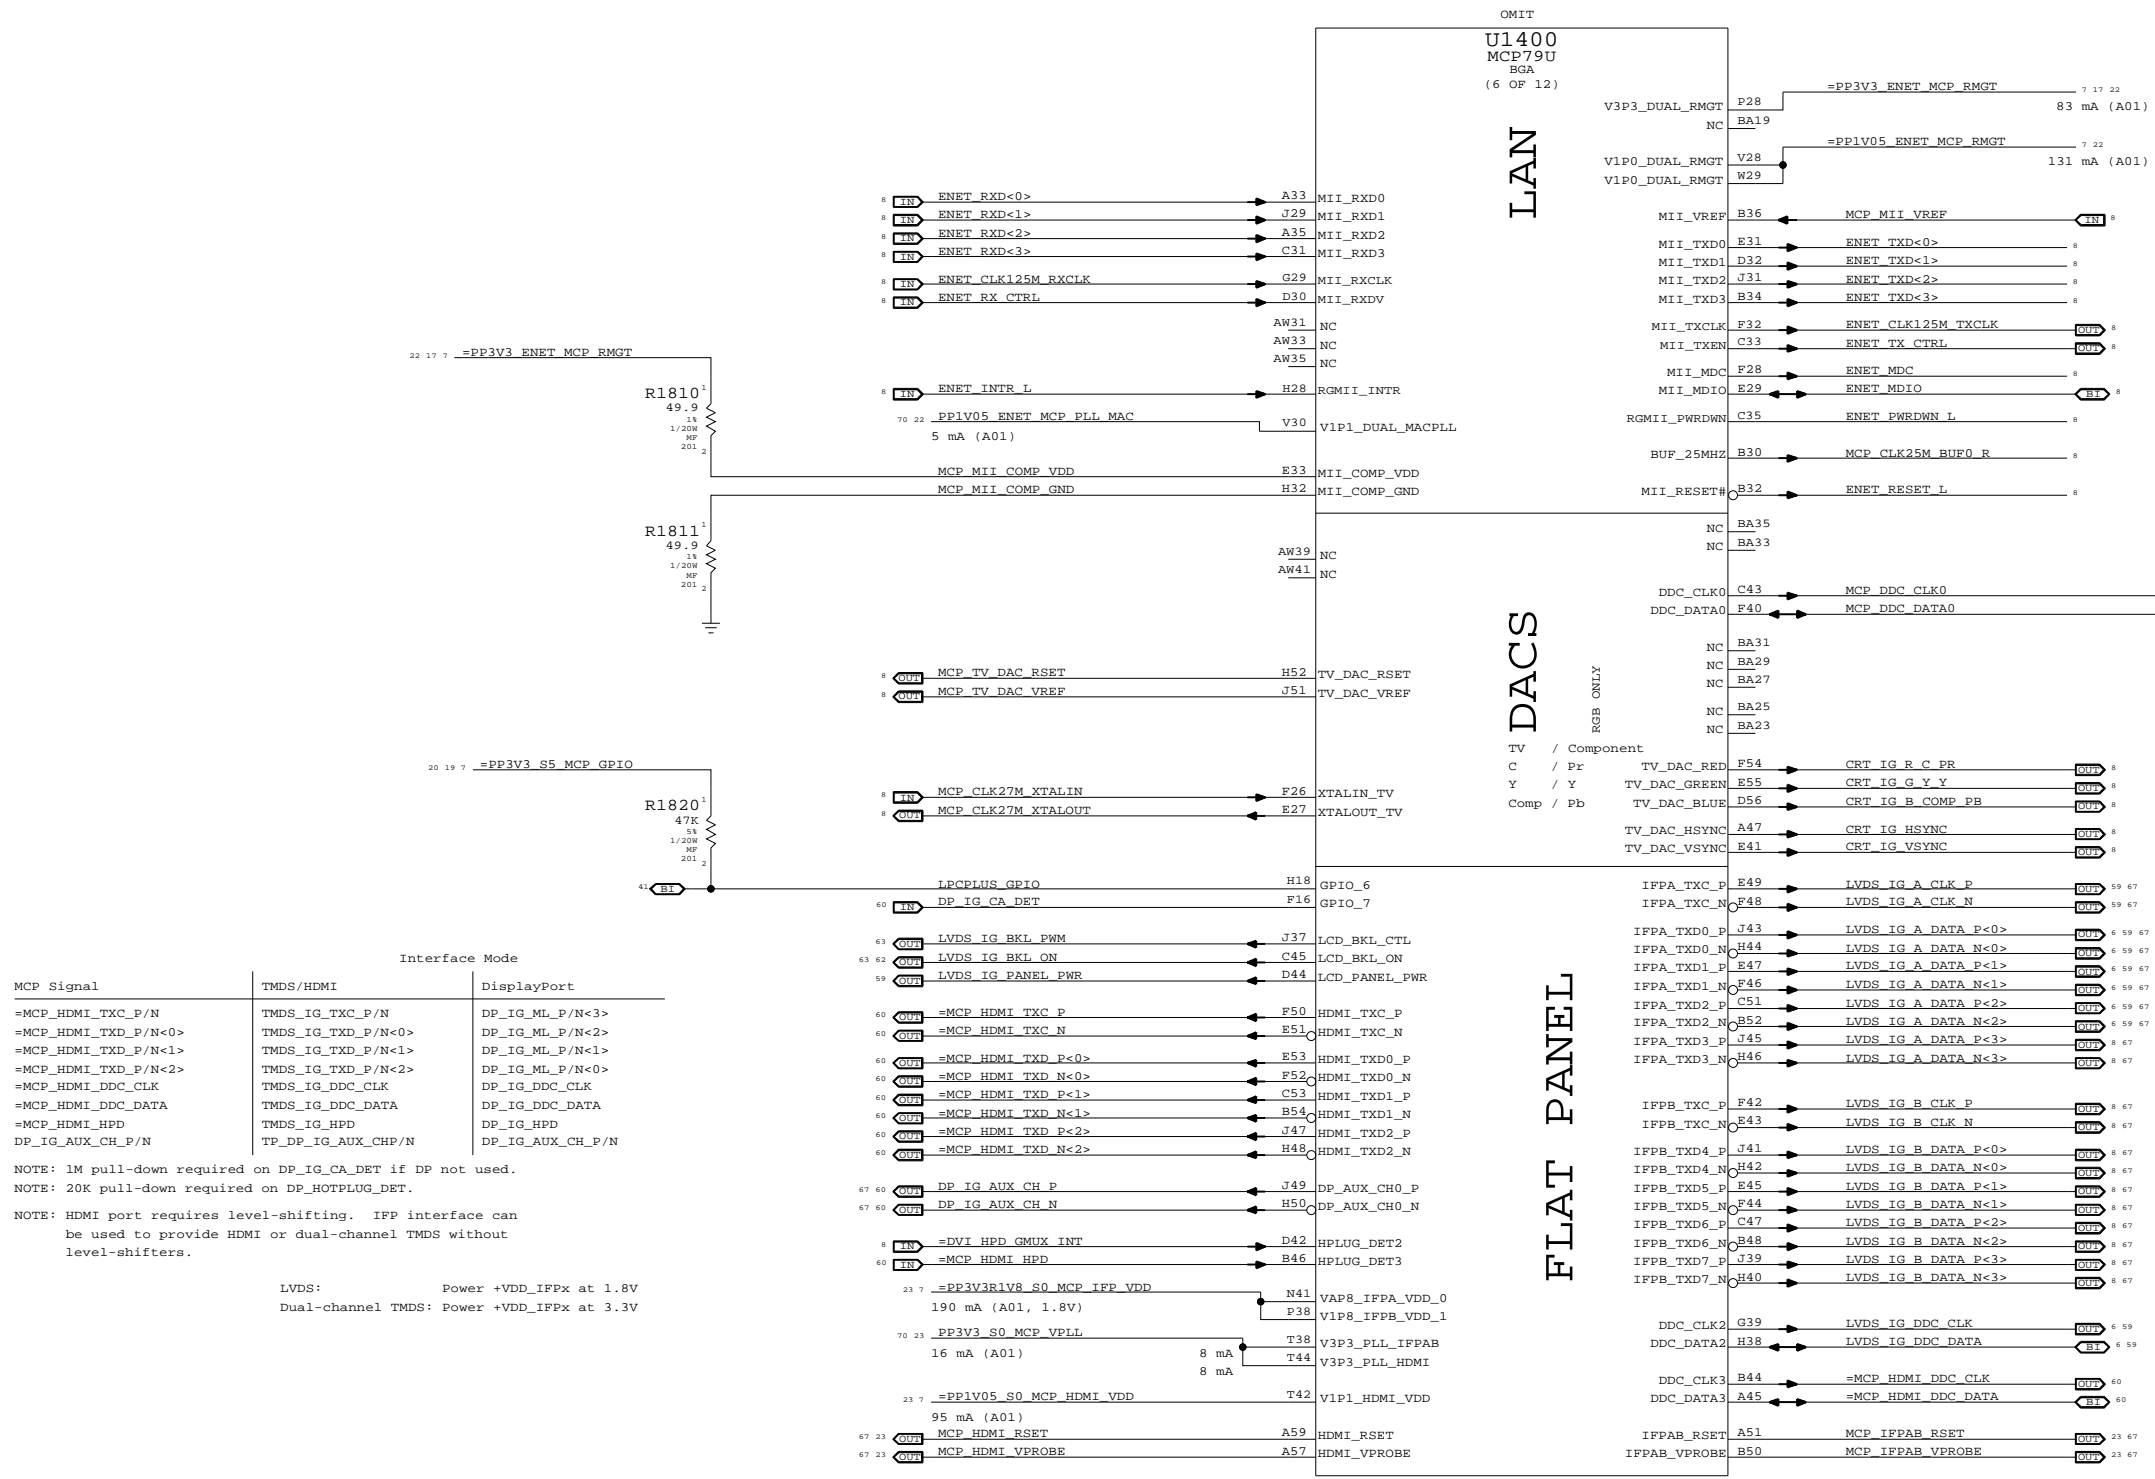 OMIT
U1400
MCP79U
BGA
(6 OF 12)
LAN
V3P3_DUAL_RMGT P28 =PP3V3_ENET_MCP_RMGT 7 17 22
83 mA (A01)
NC BA19
=PP1V05_ENET_MCP_RMGT 7 22
V1P0_DUAL_RMGT V28 131 mA (A01)
V1P0_DUAL_RMGT W29
8 IN ENET_RXD<0> A33 MII_RXD0
8 IN ENET_RXD<1> J29 MII_RXD1
8 IN ENET_RXD<2> A35 MII_RXD2
8 IN ENET_RXD<3> C31 MII_RXD3
8 IN ENET_CLK125M_RXCLK G29 MII_RXCLK
8 IN ENET_RX_CTRL D30 MII_RXDV
AW31 NC
AW33 NC
AW35 NC
8 IN ENET_INTR_L H28 RGMII_INTR
70 22 PP1V05_ENET_MCP_PLL_MAC V30 V1P1_DUAL_MACPLL
5 mA (A01)
MCP_MII_COMP_VDD E33 MII_COMP_VDD
MCP_MII_COMP_GND H32 MII_COMP_GND
MII_VREF B36 MCP_MII_VREF IN 8
MII_TXD0 E31 ENET_TXD<0> 8
MII_TXD1 D32 ENET_TXD<1> 8
MII_TXD2 J31 ENET_TXD<2> 8
MII_TXD3 B34 ENET_TXD<3> 8
MII_TXCLK F32 ENET_CLK125M_TXCLK OUT 8
MII_TXEN C33 ENET_TX_CTRL OUT 8
MII_MDC F28 ENET_MDC 8
MII_MDIO E29 ENET_MDIO BI 8
RGMII_PWRDWN C35 ENET_PWRDWN_L 8
BUF_25MHZ B30 MCP_CLK25M_BUF0_R 8
MII_RESET# B32 ENET_RESET_L 8
22 17 7 =PP3V3_ENET_MCP_RMGT
R1810 1
49.9
1%
1/20W
MF
201 2
R1811 1
49.9
1%
1/20W
MF
201 2
DACS
RGB ONLY
AW39 NC
AW41 NC
8 OUT MCP_TV_DAC_RSET H52 TV_DAC_RSET
8 OUT MCP_TV_DAC_VREF J51 TV_DAC_VREF
8 IN MCP_CLK27M_XTALIN F26 XTALIN_TV
8 OUT MCP_CLK27M_XTALOUT E27 XTALOUT_TV
NC BA35
NC BA33
DDC_CLK0 C43 MCP_DDC_CLK0
DDC_DATA0 F40 MCP_DDC_DATA0
NC BA31
NC BA29
NC BA27
NC BA25
NC BA23
TV / Component
C / Pr TV_DAC_RED F54 CRT_IG_R_C_PR OUT 8
Y / Y TV_DAC_GREEN E55 CRT_IG_G_Y_Y OUT 8
Comp / Pb TV_DAC_BLUE D56 CRT_IG_B_COMP_PB OUT 8
TV_DAC_HSYNC A47 CRT_IG_HSYNC OUT 8
TV_DAC_VSYNC E41 CRT_IG_VSYNC OUT 8
20 19 7 =PP3V3_S5_MCP_GPIO
R1820 1
47K
5%
1/20W
MF
201 2
FLAT PANEL
41 BI LPCPLUS_GPIO H18 GPIO_6
60 IN DP_IG_CA_DET F16 GPIO_7
63 OUT LVDS_IG_BKL_PWM J37 LCD_BKL_CTL
63 62 OUT LVDS_IG_BKL_ON C45 LCD_BKL_ON
59 OUT LVDS_IG_PANEL_PWR D44 LCD_PANEL_PWR
60 OUT =MCP_HDMI_TXC_P F50 HDMI_TXC_P
60 OUT =MCP_HDMI_TXC_N E51 HDMI_TXC_N
60 OUT =MCP_HDMI_TXD_P<0> E53 HDMI_TXD0_P
60 OUT =MCP_HDMI_TXD_N<0> F52 HDMI_TXD0_N
60 OUT =MCP_HDMI_TXD_P<1> C53 HDMI_TXD1_P
60 OUT =MCP_HDMI_TXD_N<1> B54 HDMI_TXD1_N
60 OUT =MCP_HDMI_TXD_P<2> J47 HDMI_TXD2_P
60 OUT =MCP_HDMI_TXD_N<2> H48 HDMI_TXD2_N
67 60 OUT DP_IG_AUX_CH_P J49 DP_AUX_CH0_P
67 60 OUT DP_IG_AUX_CH_N H50 DP_AUX_CH0_N
8 IN =DVI_HPD_GMUX_INT D42 HPLUG_DET2
60 IN =MCP_HDMI_HPD B46 HPLUG_DET3
23 7 =PP3V3R1V8_S0_MCP_IFP_VDD N41 VAP8_IFPA_VDD_0
190 mA (A01, 1.8V) P38 V1P8_IFPB_VDD_1
70 23 PP3V3_S0_MCP_VPLL T38 V3P3_PLL_IFPAB
16 mA (A01) 8 mA T44 V3P3_PLL_HDMI
8 mA
23 7 =PP1V05_S0_MCP_HDMI_VDD T42 V1P1_HDMI_VDD
95 mA (A01)
67 23 OUT MCP_HDMI_RSET A59 HDMI_RSET
67 23 OUT MCP_HDMI_VPROBE A57 HDMI_VPROBE
IFPA_TXC_P E49 LVDS_IG_A_CLK_P OUT 59 67
IFPA_TXC_N F48 LVDS_IG_A_CLK_N OUT 59 67
IFPA_TXD0_P J43 LVDS_IG_A_DATA_P<0> OUT 6 59 67
IFPA_TXD0_N H44 LVDS_IG_A_DATA_N<0> OUT 6 59 67
IFPA_TXD1_P E47 LVDS_IG_A_DATA_P<1> OUT 6 59 67
IFPA_TXD1_N F46 LVDS_IG_A_DATA_N<1> OUT 6 59 67
IFPA_TXD2_P C51 LVDS_IG_A_DATA_P<2> OUT 6 59 67
IFPA_TXD2_N B52 LVDS_IG_A_DATA_N<2> OUT 6 59 67
IFPA_TXD3_P J45 LVDS_IG_A_DATA_P<3> OUT 8 67
IFPA_TXD3_N H46 LVDS_IG_A_DATA_N<3> OUT 8 67
IFPB_TXC_P F42 LVDS_IG_B_CLK_P OUT 8 67
IFPB_TXC_N E43 LVDS_IG_B_CLK_N OUT 8 67
IFPB_TXD4_P J41 LVDS_IG_B_DATA_P<0> OUT 8 67
IFPB_TXD4_N H42 LVDS_IG_B_DATA_N<0> OUT 8 67
IFPB_TXD5_P E45 LVDS_IG_B_DATA_P<1> OUT 8 67
IFPB_TXD5_N F44 LVDS_IG_B_DATA_N<1> OUT 8 67
IFPB_TXD6_P C47 LVDS_IG_B_DATA_P<2> OUT 8 67
IFPB_TXD6_N B48 LVDS_IG_B_DATA_N<2> OUT 8 67
IFPB_TXD7_P J39 LVDS_IG_B_DATA_P<3> OUT 8 67
IFPB_TXD7_N H40 LVDS_IG_B_DATA_N<3> OUT 8 67
DDC_CLK2 G39 LVDS_IG_DDC_CLK OUT 6 59
DDC_DATA2 H38 LVDS_IG_DDC_DATA BI 6 59
DDC_CLK3 B44 =MCP_HDMI_DDC_CLK OUT 60
DDC_DATA3 A45 =MCP_HDMI_DDC_DATA BI 60
IFPAB_RSET A51 MCP_IFPAB_RSET OUT 23 67
IFPAB_VPROBE B50 MCP_IFPAB_VPROBE OUT 23 67
Interface Mode
MCP Signal TMDS/HDMI DisplayPort
=MCP_HDMI_TXC_P/N TMDS_IG_TXC_P/N DP_IG_ML_P/N<3>
=MCP_HDMI_TXD_P/N<0> TMDS_IG_TXD_P/N<0> DP_IG_ML_P/N<2>
=MCP_HDMI_TXD_P/N<1> TMDS_IG_TXD_P/N<1> DP_IG_ML_P/N<1>
=MCP_HDMI_TXD_P/N<2> TMDS_IG_TXD_P/N<2> DP_IG_ML_P/N<0>
=MCP_HDMI_DDC_CLK TMDS_IG_DDC_CLK DP_IG_DDC_CLK
=MCP_HDMI_DDC_DATA TMDS_IG_DDC_DATA DP_IG_DDC_DATA
=MCP_HDMI_HPD TMDS_IG_HPD DP_IG_HPD
DP_IG_AUX_CH_P/N TP_DP_IG_AUX_CHP/N DP_IG_AUX_CH_P/N
NOTE: 1M pull-down required on DP_IG_CA_DET if DP not used.
NOTE: 20K pull-down required on DP_HOTPLUG_DET.
NOTE: HDMI port requires level-shifting. IFP interface can
be used to provide HDMI or dual-channel TMDS without
level-shifters.
LVDS: Power +VDD_IFPx at 1.8V
Dual-channel TMDS: Power +VDD_IFPx at 3.3V